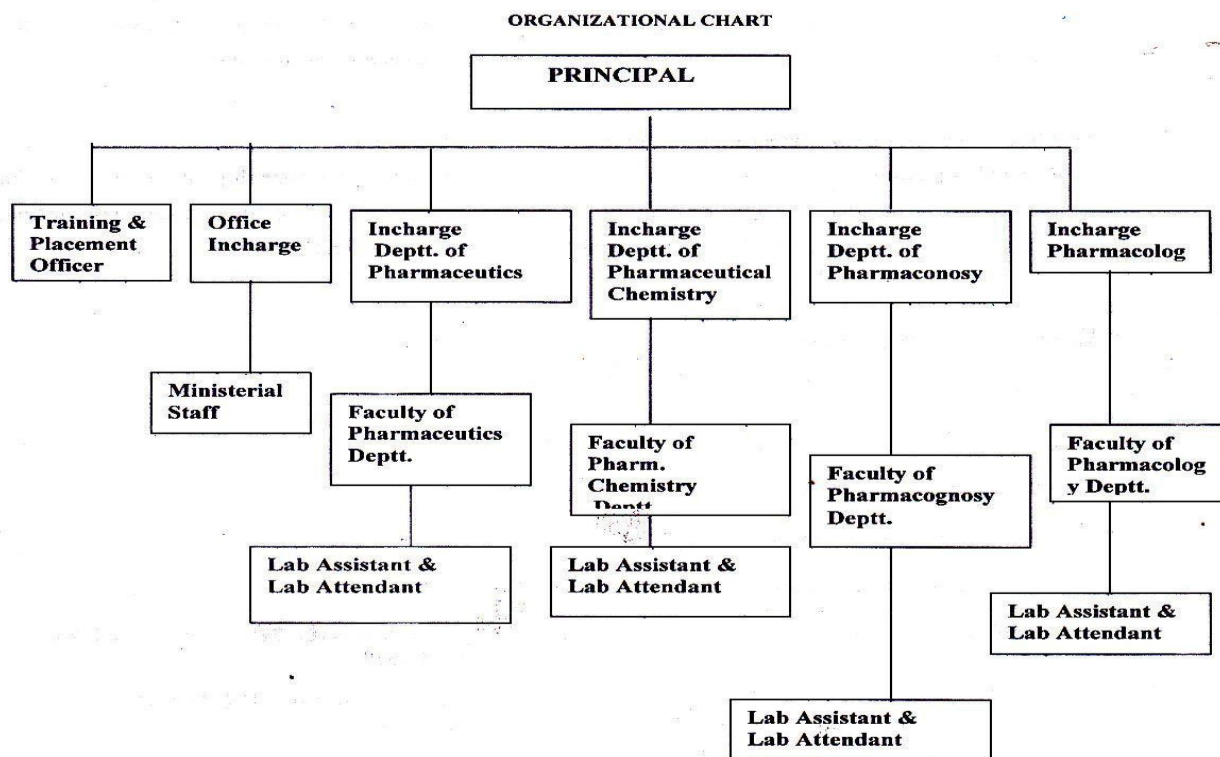 ORGANIZATIONAL CHART
PRINCIPAL
Training &
Placement
Officer
Office
Incharge
Incharge
Deptt. of
Pharmaceutics
Incharge
Deptt. of
Pharmaceutical
Chemistry
Incharge
Deptt. of
Pharmaconosy
Incharge
Pharmacolog
Ministerial
Staff
Faculty of
Pharmaceutics
Deptt.
Faculty of
Pharm.
Chemistry
Deptt
Faculty of
Pharmacognosy
Deptt.
Faculty of
Pharmacolog
y Deptt.
Lab Assistant &
Lab Attendant
Lab Assistant &
Lab Attendant
Lab Assistant &
Lab Attendant
Lab Assistant &
Lab Attendant